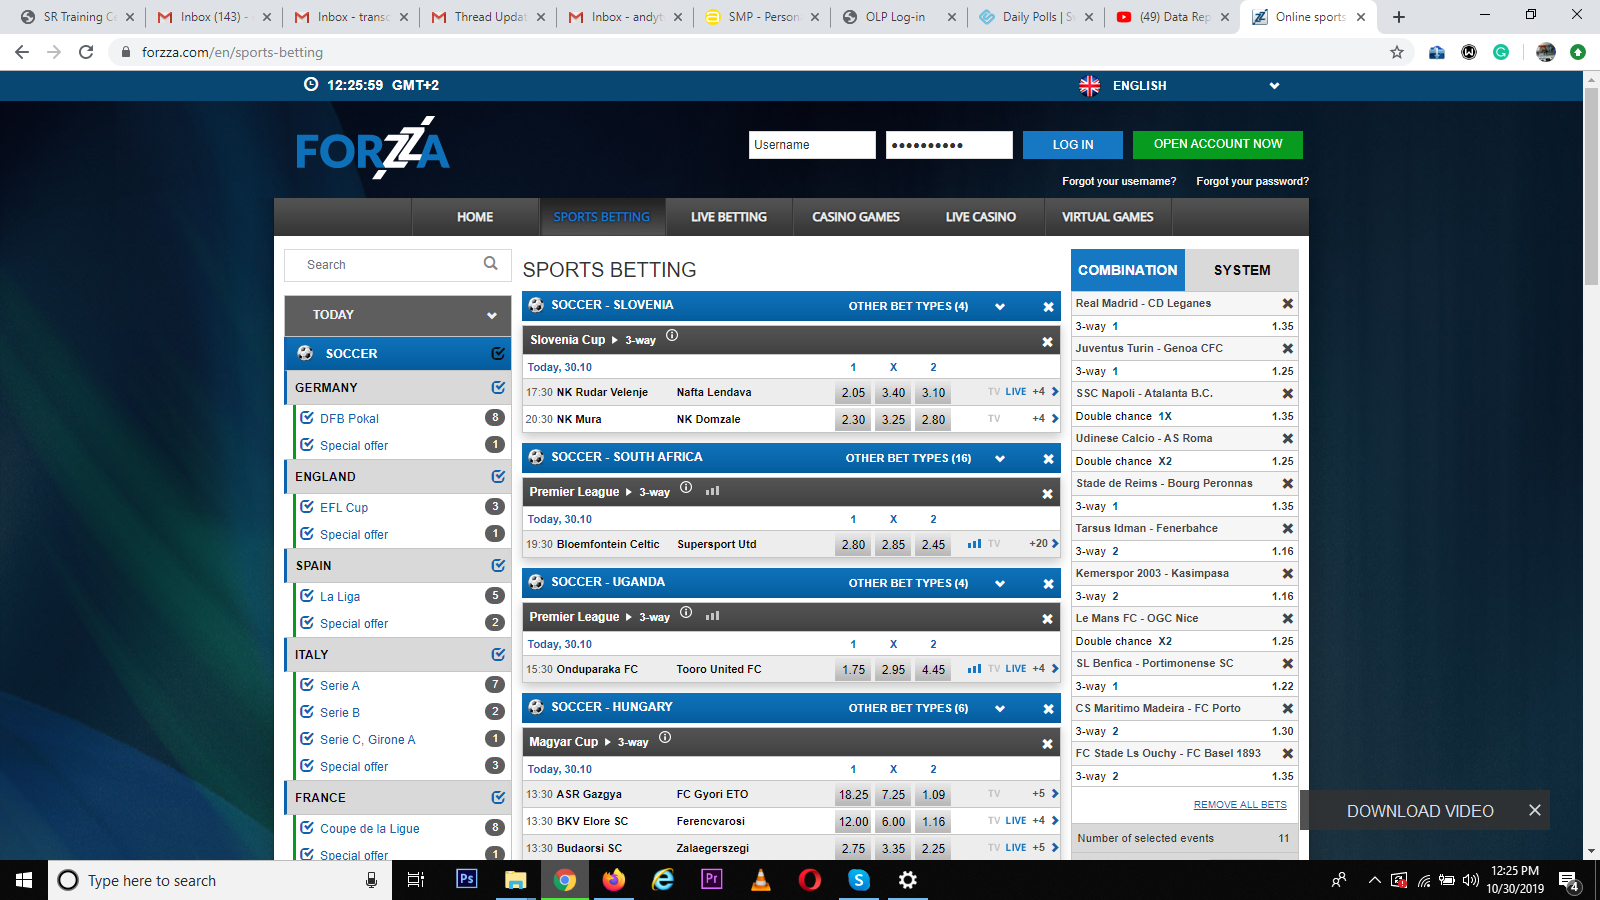 SR Training Ce
Inbox (143) -
Inbox - transc
Thread Updat
Inbox - andyt
SMP - Person
OLP Log-in
Daily Polls | S
(49) Data Rep
Online sports
forzza.com/en/sports-betting
12:25:59 GMT+2
ENGLISH
FORZZA
Username
LOG IN
OPEN ACCOUNT NOW
Forgot your username?
Forgot your password?
HOME
SPORTS BETTING
LIVE BETTING
CASINO GAMES
LIVE CASINO
VIRTUAL GAMES
Search
TODAY
SOCCER
GERMANY
DFB Pokal 8
Special offer 1
ENGLAND
EFL Cup 3
Special offer 1
SPAIN
La Liga 5
Special offer 2
ITALY
Serie A 7
Serie B 2
Serie C, Girone A 1
Special offer 3
FRANCE
Coupe de la Ligue 8
Special offer 1
SPORTS BETTING
SOCCER - SLOVENIA OTHER BET TYPES (4)
Slovenia Cup 3-way
Today, 30.10 1 X 2
17:30 NK Rudar Velenje Nafta Lendava 2.05 3.40 3.10 TV LIVE +4
20:30 NK Mura NK Domzale 2.30 3.25 2.80 TV +4
SOCCER - SOUTH AFRICA OTHER BET TYPES (16)
Premier League 3-way
Today, 30.10 1 X 2
19:30 Bloemfontein Celtic Supersport Utd 2.80 2.85 2.45 TV +20
SOCCER - UGANDA OTHER BET TYPES (4)
Premier League 3-way
Today, 30.10 1 X 2
15:30 Onduparaka FC Tooro United FC 1.75 2.95 4.45 TV LIVE +4
SOCCER - HUNGARY OTHER BET TYPES (6)
Magyar Cup 3-way
Today, 30.10 1 X 2
13:30 ASR Gazgya FC Gyori ETO 18.25 7.25 1.09 TV +5
13:30 BKV Elore SC Ferencvarosi 12.00 6.00 1.16 TV LIVE +4
13:30 Budaorsi SC Zalaegerszegi 2.75 3.35 2.25 TV LIVE +5
COMBINATION SYSTEM
Real Madrid - CD Leganes
3-way 1 1.35
Juventus Turin - Genoa CFC
3-way 1 1.25
SSC Napoli - Atalanta B.C.
Double chance 1X 1.35
Udinese Calcio - AS Roma
Double chance X2 1.25
Stade de Reims - Bourg Peronnas
3-way 1 1.35
Tarsus Idman - Fenerbahce
3-way 2 1.16
Kemerspor 2003 - Kasimpasa
3-way 2 1.16
Le Mans FC - OGC Nice
Double chance X2 1.25
SL Benfica - Portimonense SC
3-way 1 1.22
CS Maritimo Madeira - FC Porto
3-way 2 1.30
FC Stade Ls Ouchy - FC Basel 1893
3-way 2 1.35
REMOVE ALL BETS
Number of selected events 11
DOWNLOAD VIDEO
Type here to search
Ps
Pr
12:25 PM
10/30/2019
4